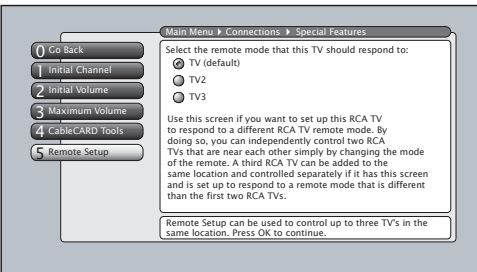 Main Menu ▸ Connections ▸ Special Features
0 Go Back
1 Initial Channel
2 Initial Volume
3 Maximum Volume
4 CableCARD Tools
5 Remote Setup
Select the remote mode that this TV should respond to:
TV (default)
TV2
TV3
Use this screen if you want to set up this RCA TV
to respond to a different RCA TV remote mode. By
doing so, you can independently control two RCA
TVs that are near each other simply by changing the mode
of the remote. A third RCA TV can be added to the
same location and controlled separately if it has this screen
and is set up to respond to a remote mode that is different
than the first two RCA TVs.
Remote Setup can be used to control up to three TV's in the
same location. Press OK to continue.